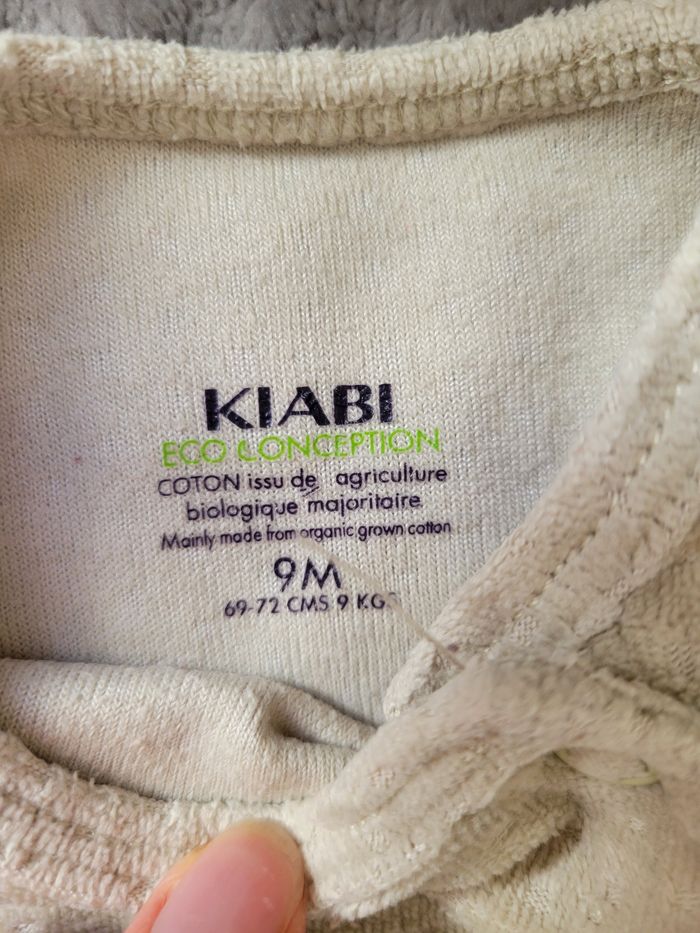 KIABI
ECO CONCEPTION
COTON issu de agriculture
biologique majoritaire
Mainly made from organic grown cotton
9M
69-72 CMS 9 KGS